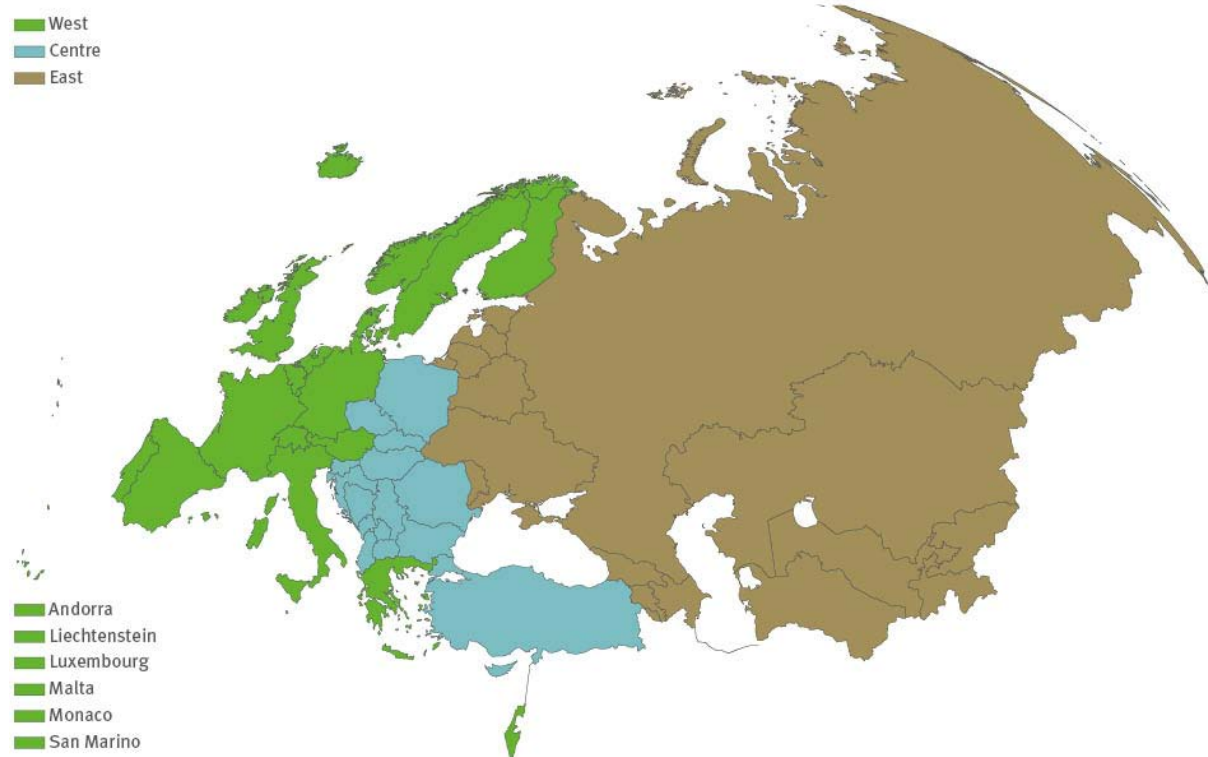 West
Centre
East
Andorra
Liechtenstein
Luxembourg
Malta
Monaco
San Marino